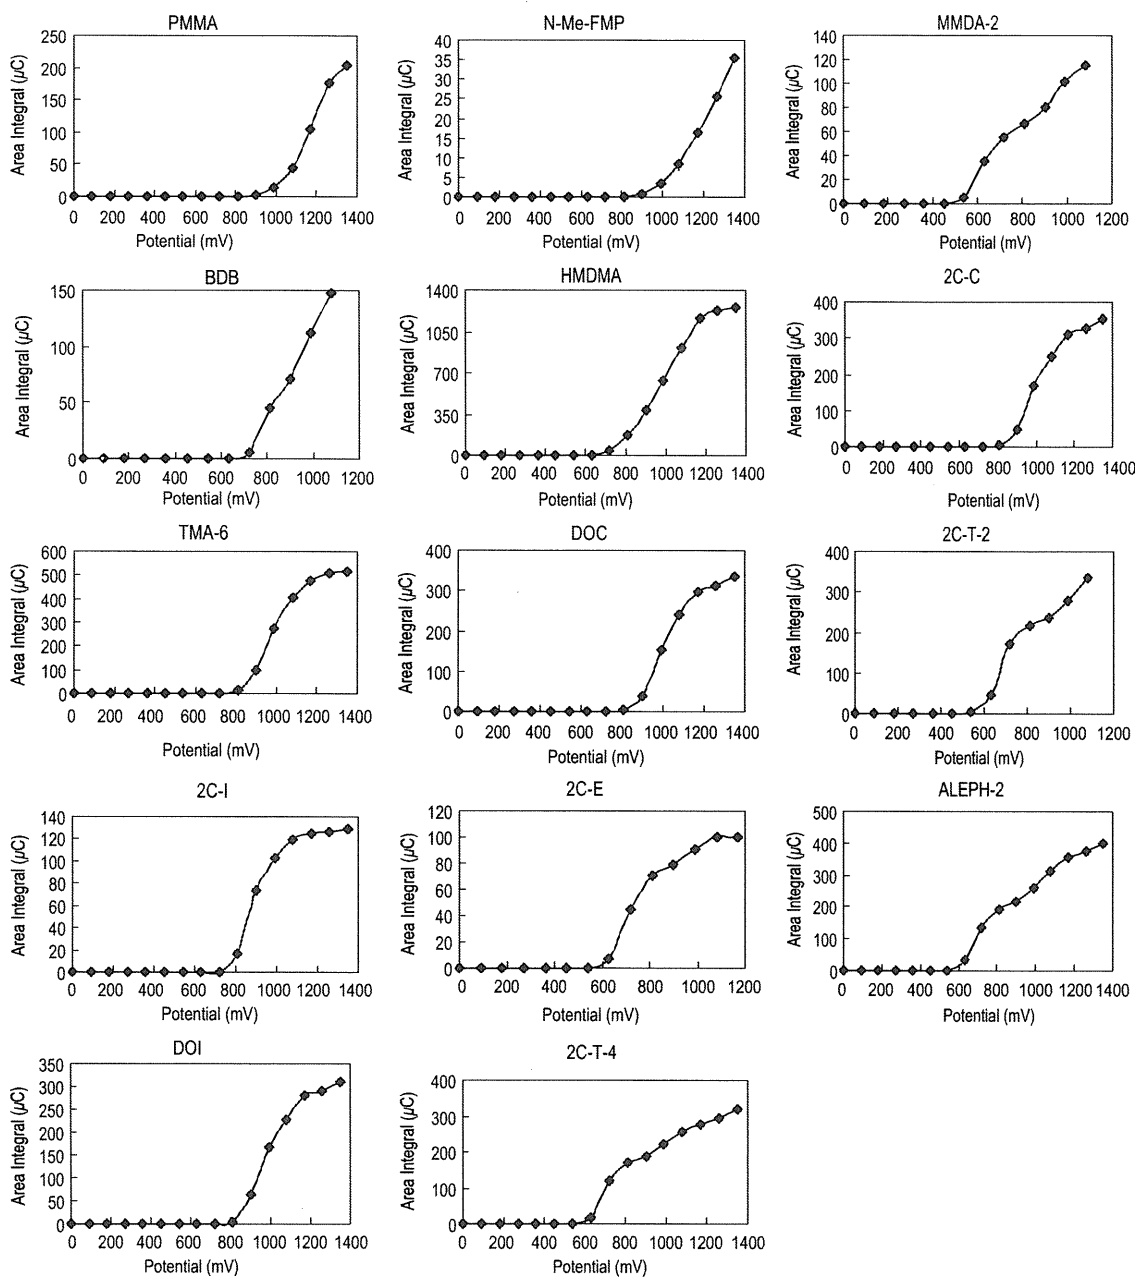 PMMA
Area Integral (µC)
250
200
150
100
50
0
0 200 400 600 800 1000 1200 1400
Potential (mV)
N-Me-FMP
Area Integral (µC)
40
35
30
25
20
15
10
5
0
0 200 400 600 800 1000 1200 1400
Potential (mV)
MMDA-2
Area Integral (µC)
140
120
100
80
60
40
20
0
0 200 400 600 800 1000 1200
Potential (mV)
BDB
Area Integral (µC)
150
100
50
0
0 200 400 600 800 1000 1200
Potential (mV)
HMDMA
Area Integral (µC)
1400
1050
700
350
0
0 200 400 600 800 1000 1200 1400
Potential (mV)
2C-C
Area Integral (µC)
400
300
200
100
0
0 200 400 600 800 1000 1200 1400
Potential (mV)
TMA-6
Area Integral (µC)
600
500
400
300
200
100
0
0 200 400 600 800 1000 1200 1400
Potential (mV)
DOC
Area Integral (µC)
400
300
200
100
0
0 200 400 600 800 1000 1200 1400
Potential (mV)
2C-T-2
Area Integral (µC)
400
300
200
100
0
0 200 400 600 800 1000 1200
Potential (mV)
2C-I
Area Integral (µC)
140
120
100
80
60
40
20
0
0 200 400 600 800 1000 1200 1400
Potential (mV)
2C-E
Area Integral (µC)
120
100
80
60
40
20
0
0 200 400 600 800 1000 1200
Potential (mV)
ALEPH-2
Area Integral (µC)
500
400
300
200
100
0
0 200 400 600 800 1000 1200 1400
Potential (mV)
DOI
Area Integral (µC)
350
300
250
200
150
100
50
0
0 200 400 600 800 1000 1200 1400
Potential (mV)
2C-T-4
Area Integral (µC)
400
300
200
100
0
0 200 400 600 800 1000 1200 1400
Potential (mV)